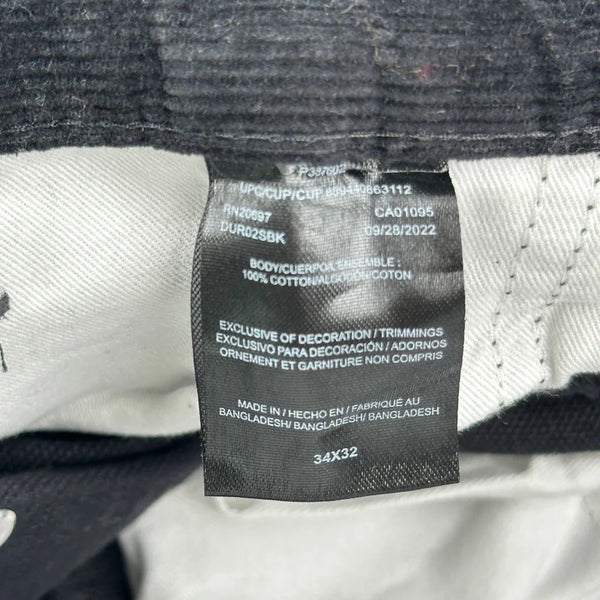 P387602
UPC/CUP/CUP 889440863112
RN20697 CA01095
DUR02SBK 09/28/2022
BODY/CUERPO/L'ENSEMBLE :
100% COTTON/ALGODON/COTON
EXCLUSIVE OF DECORATION / TRIMMINGS
EXCLUSIVO PARA DECORACIÓN / ADORNOS
ORNEMENT ET GARNITURE NON COMPRIS
MADE IN / HECHO EN / FABRIQUÉ AU
BANGLADESH/ BANGLADESH/ BANGLADESH
34X32